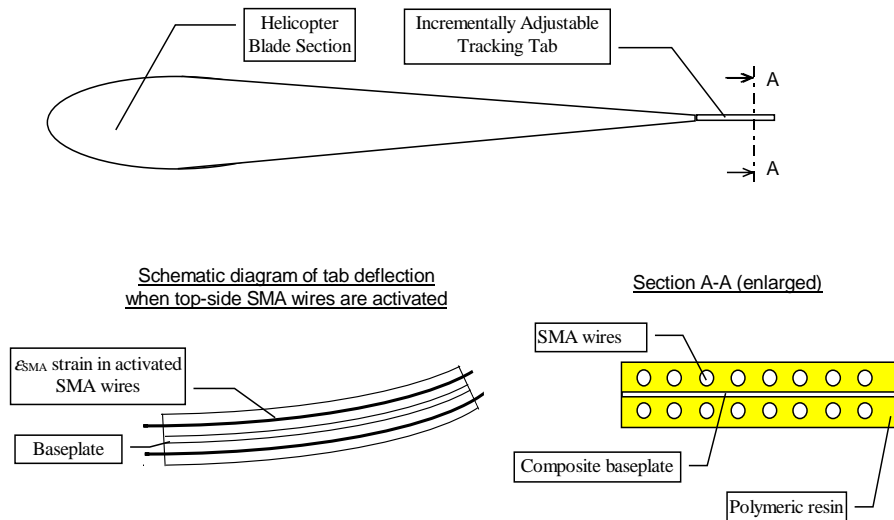 Helicopter
Blade Section
Incrementally Adjustable
Tracking Tab
A
A
Schematic diagram of tab deflection
when top-side SMA wires are activated
Section A-A (enlarged)
SMA wires
εSMA strain in activated
SMA wires
Baseplate
Composite baseplate
Polymeric resin